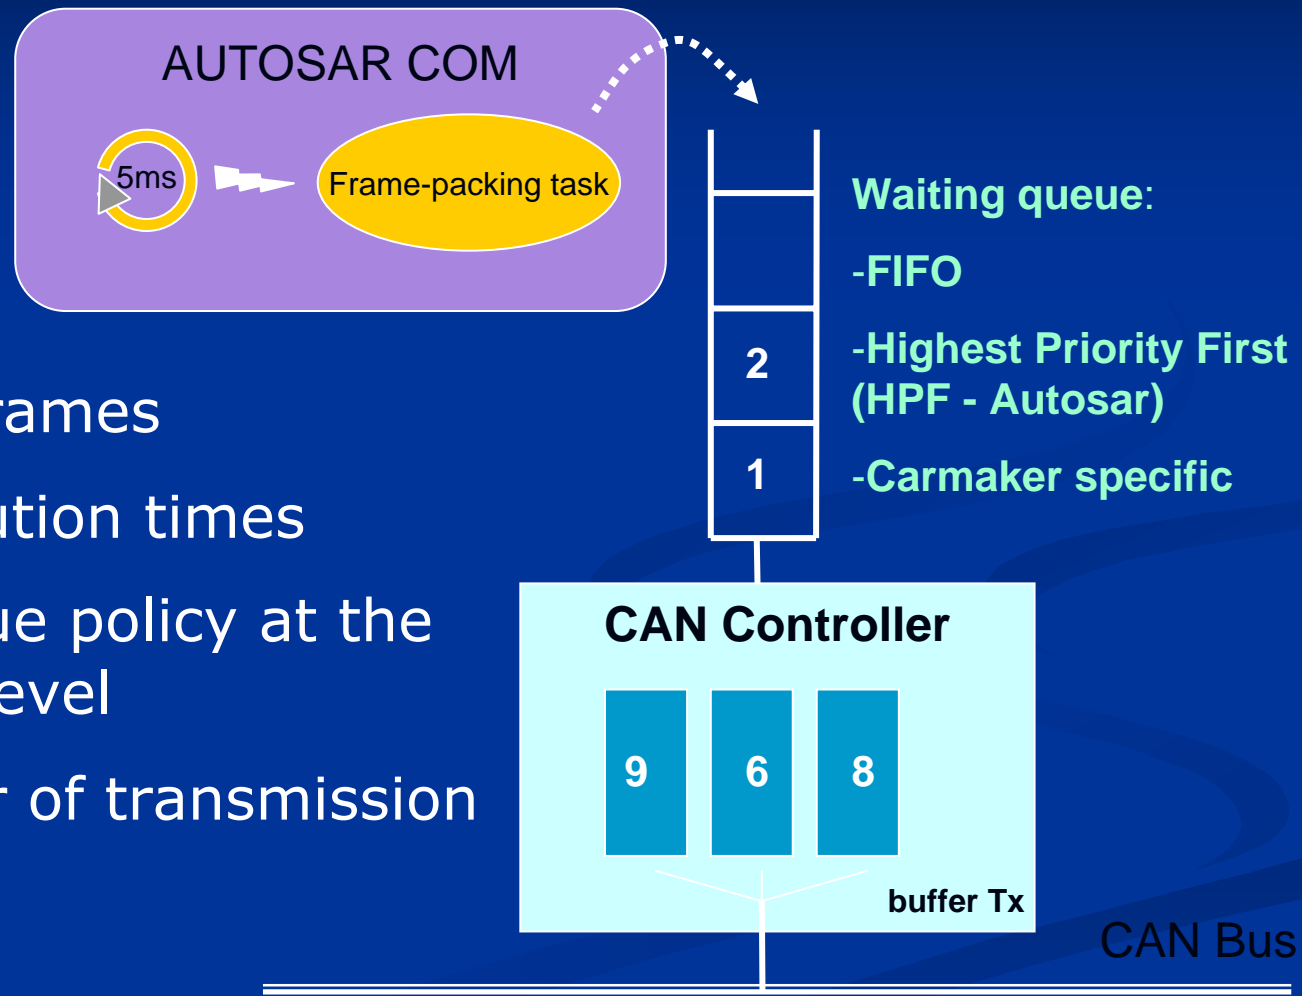 AUTOSAR COM
5ms
Frame-packing task
Waiting queue:
-FIFO
2
-Highest Priority First
(HPF - Autosar)
1
-Carmaker specific
rames
ution times
ue policy at the
evel
r of transmission
CAN Controller
9 6 8
buffer Tx
CAN Bus